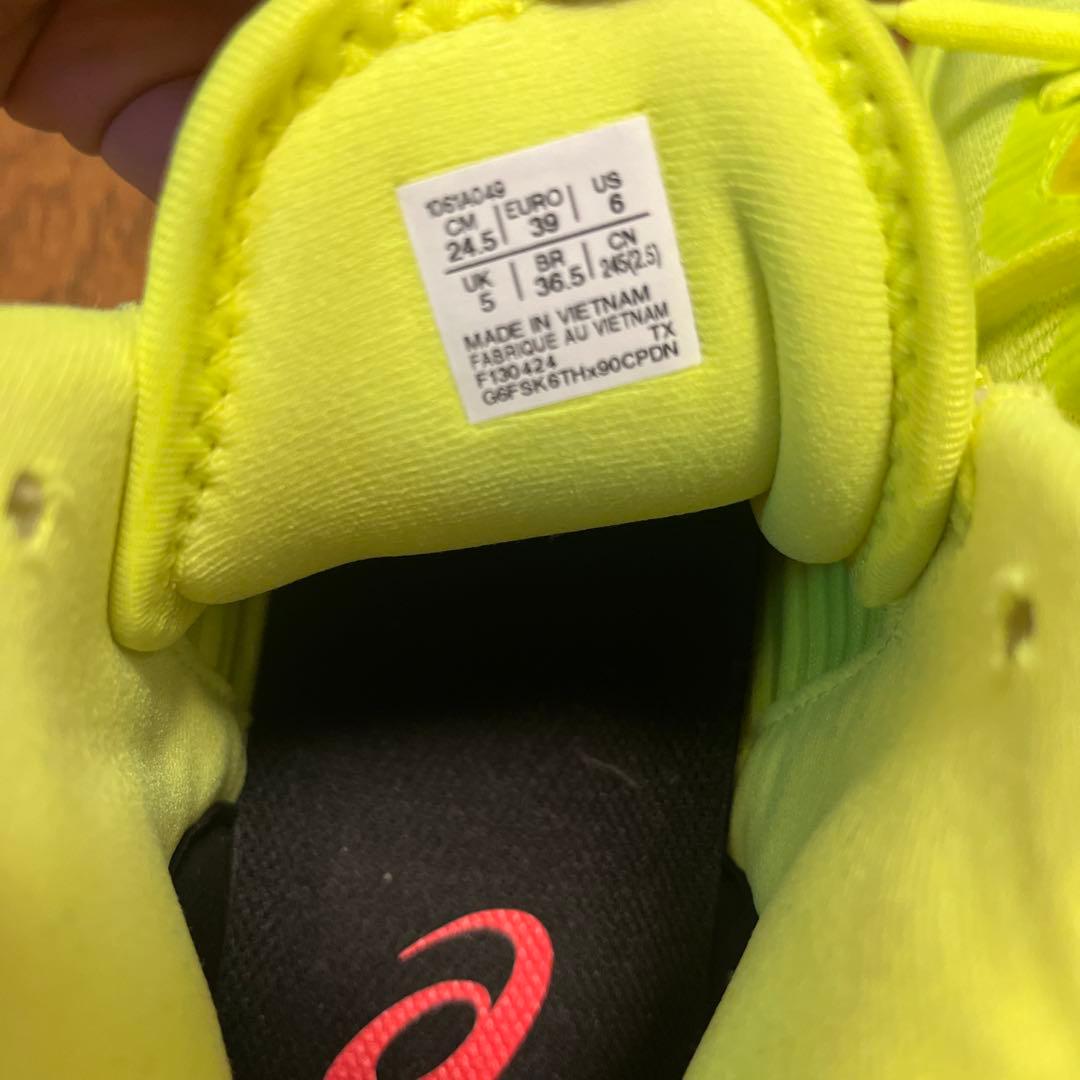 1051A049
CM EURO US
24.5 39 6
UK BR CN
5 36.5 245(2.5)
MADE IN VIETNAM
FABRIQUE AU VIETNAM
F130424 TX
G6FSK6THx90CPDN